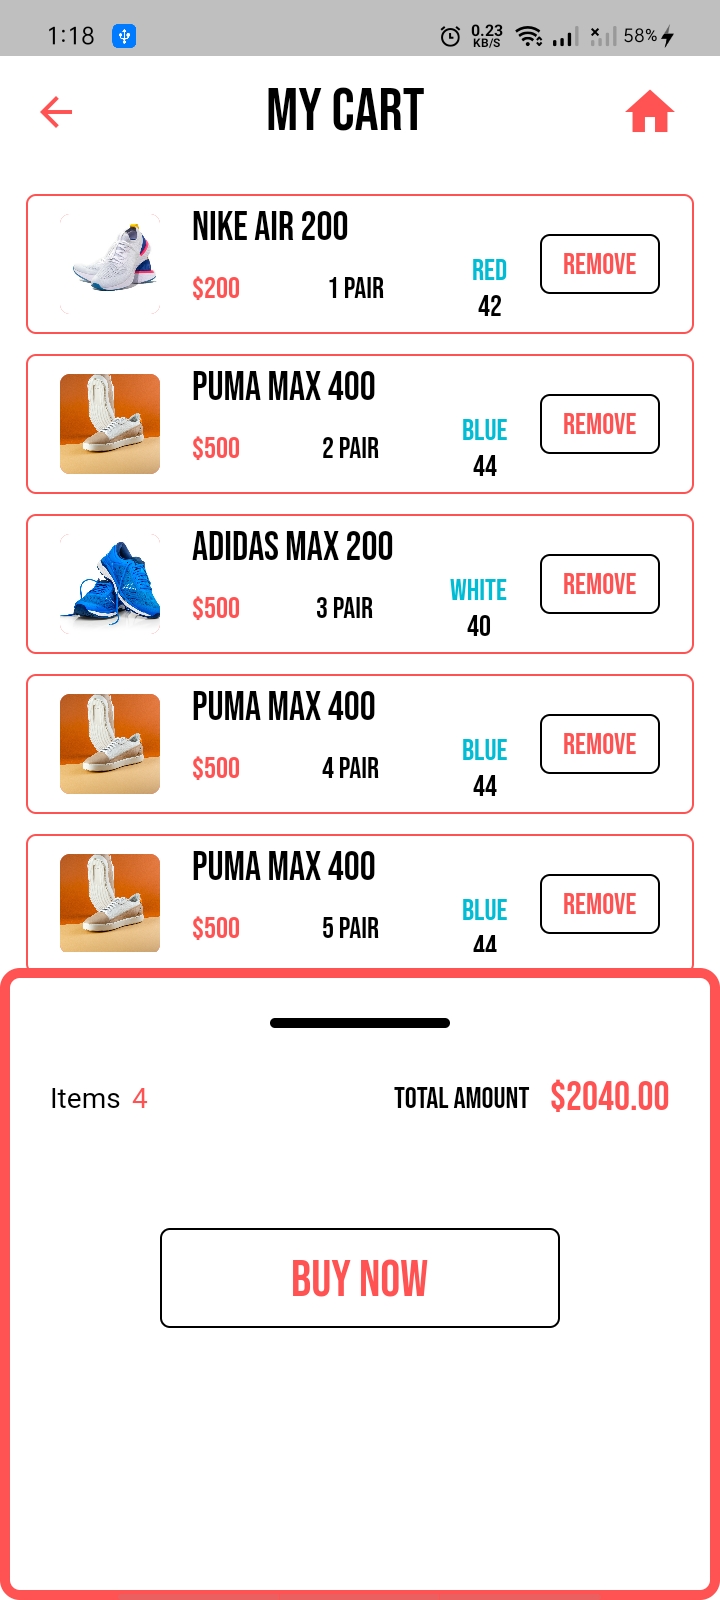 1:18 0.23 KB/S 58%
MY CART
NIKE AIR 200
$200 1 PAIR RED 42 REMOVE
PUMA MAX 400
$500 2 PAIR BLUE 44 REMOVE
ADIDAS MAX 200
$500 3 PAIR WHITE 40 REMOVE
PUMA MAX 400
$500 4 PAIR BLUE 44 REMOVE
PUMA MAX 400
$500 5 PAIR BLUE 44 REMOVE
Items 4 TOTAL AMOUNT $2040.00
BUY NOW